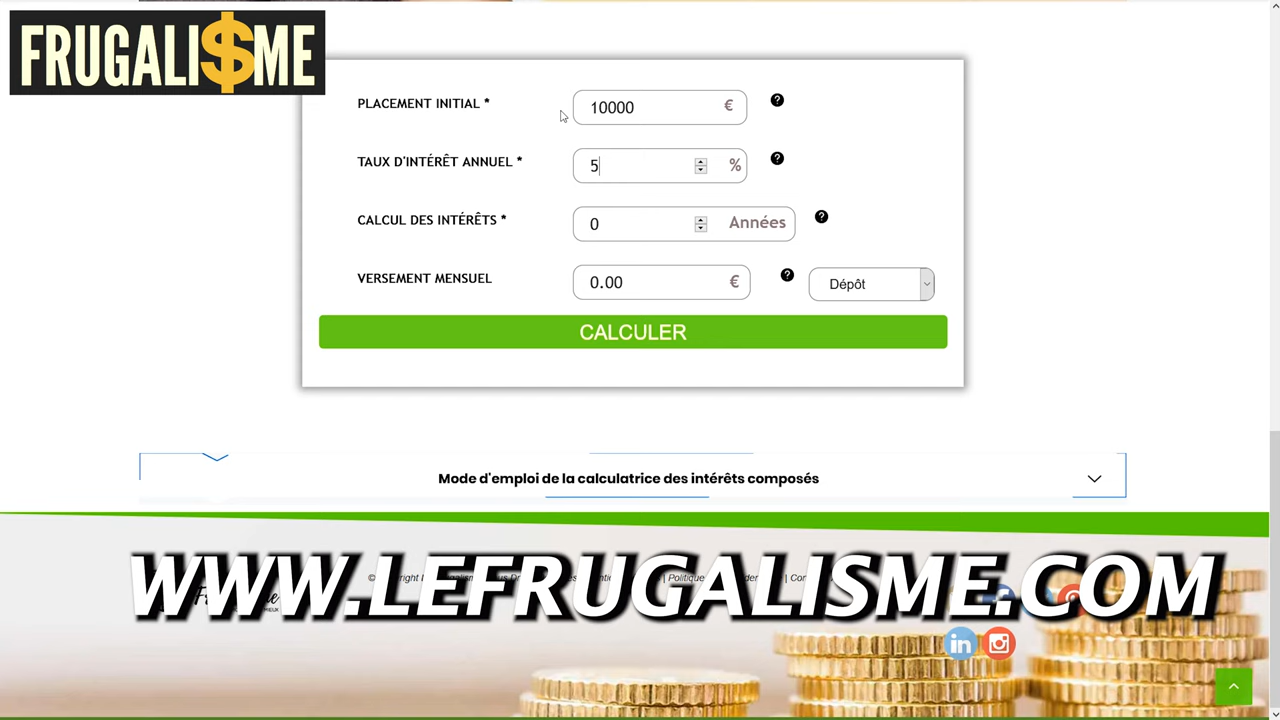 FRUGALI$ME
PLACEMENT INITIAL *
10000 €
?
TAUX D'INTÉRÊT ANNUEL *
5 %
?
CALCUL DES INTÉRÊTS *
0 Années
?
VERSEMENT MENSUEL
0.00 €
?
Dépôt
CALCULER
Mode d'emploi de la calculatrice des intérêts composés
WWW.LEFRUGALISME.COM
in